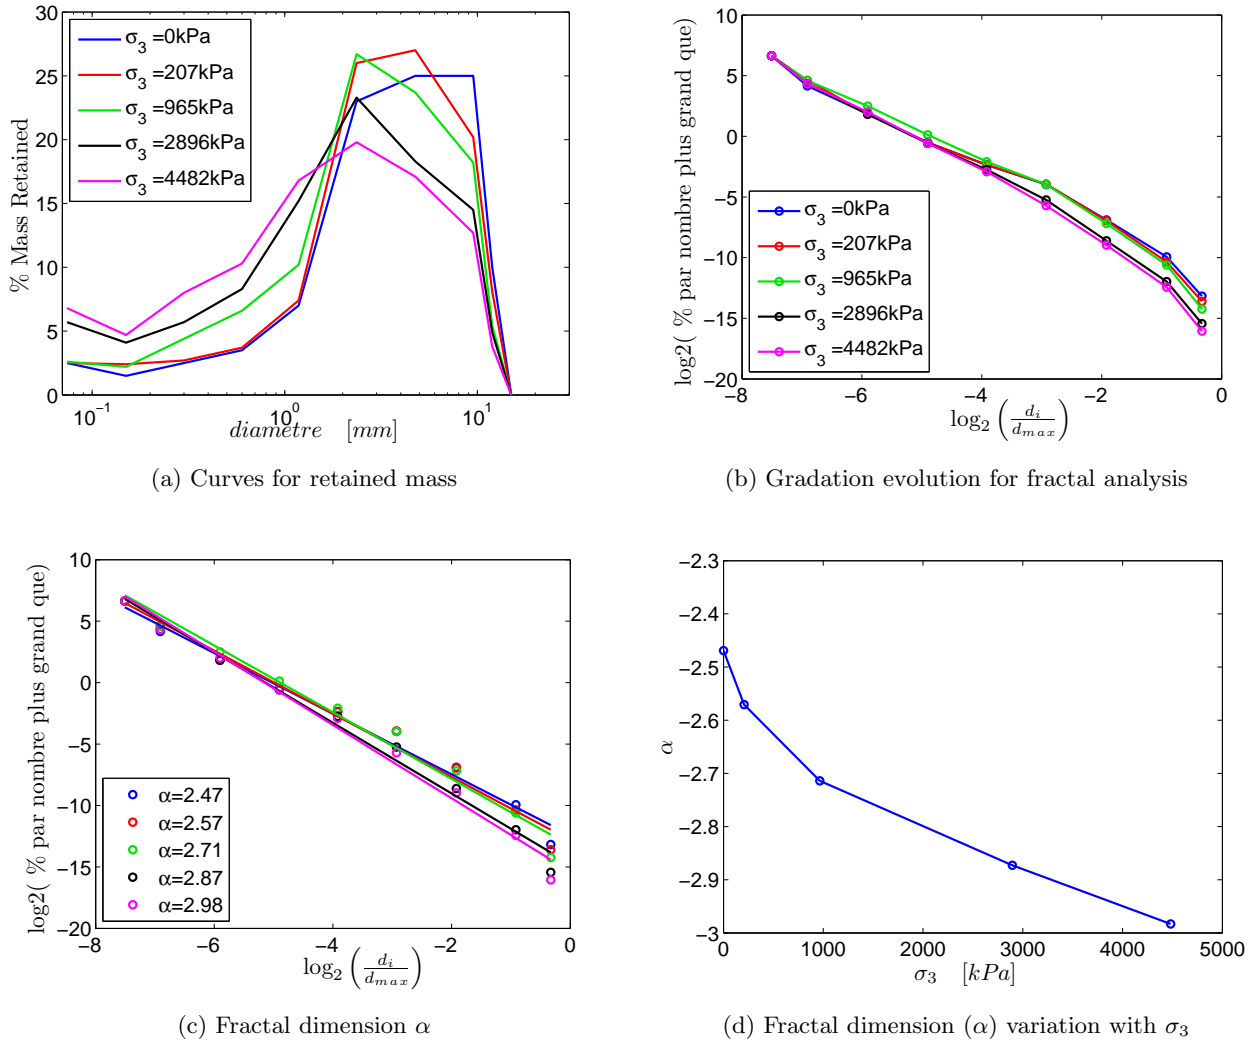 30
25
20
15
10
5
0
% Mass Retained
σ3 =0kPa
σ3 =207kPa
σ3 =965kPa
σ3 =2896kPa
σ3 =4482kPa
10−1
100
101
diametre [mm]
(a) Curves for retained mass
10
5
0
−5
−10
−15
−20
log2( % par nombre plus grand que)
σ3 =0kPa
σ3 =207kPa
σ3 =965kPa
σ3 =2896kPa
σ3 =4482kPa
−8
−6
−4
−2
0
log2 (di/dmax)
(b) Gradation evolution for fractal analysis
10
5
0
−5
−10
−15
−20
log2( % par nombre plus grand que)
α=2.47
α=2.57
α=2.71
α=2.87
α=2.98
−8
−6
−4
−2
0
log2 (di/dmax)
(c) Fractal dimension α
−2.3
−2.4
−2.5
−2.6
−2.7
−2.8
−2.9
−3
α
0
1000
2000
3000
4000
5000
σ3 [kPa]
(d) Fractal dimension (α) variation with σ3